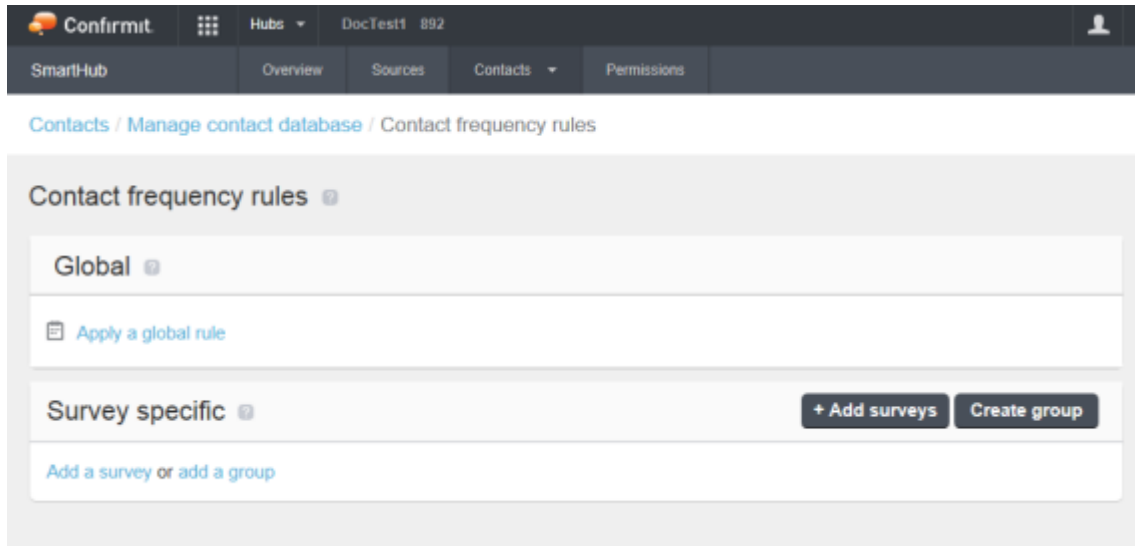 Confirmit. Hubs DocTest1 892
SmartHub Overview Sources Contacts Permissions
Contacts / Manage contact database / Contact frequency rules
Contact frequency rules ?
Global ?
Apply a global rule
Survey specific ? + Add surveys Create group
Add a survey or add a group